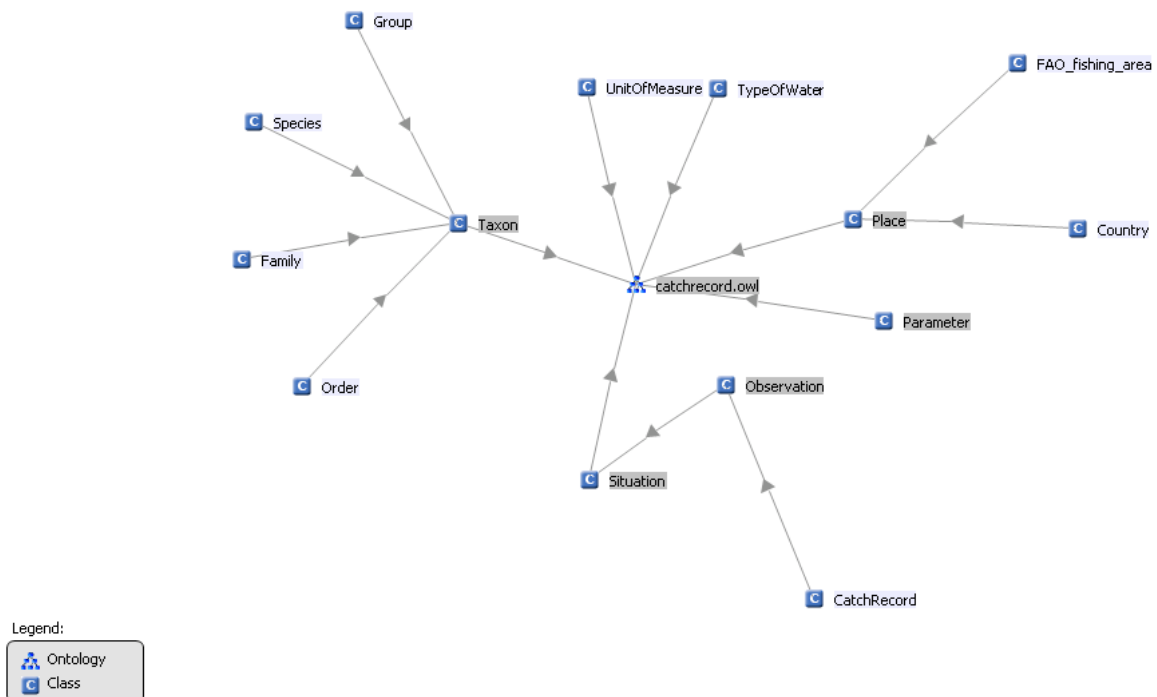 Group
FAO_fishing_area
UnitOfMeasure
TypeOfWater
Species
Taxon
Place
Country
Family
catchrecord.owl
Parameter
Order
Observation
Situation
CatchRecord
Legend:
Ontology
C Class